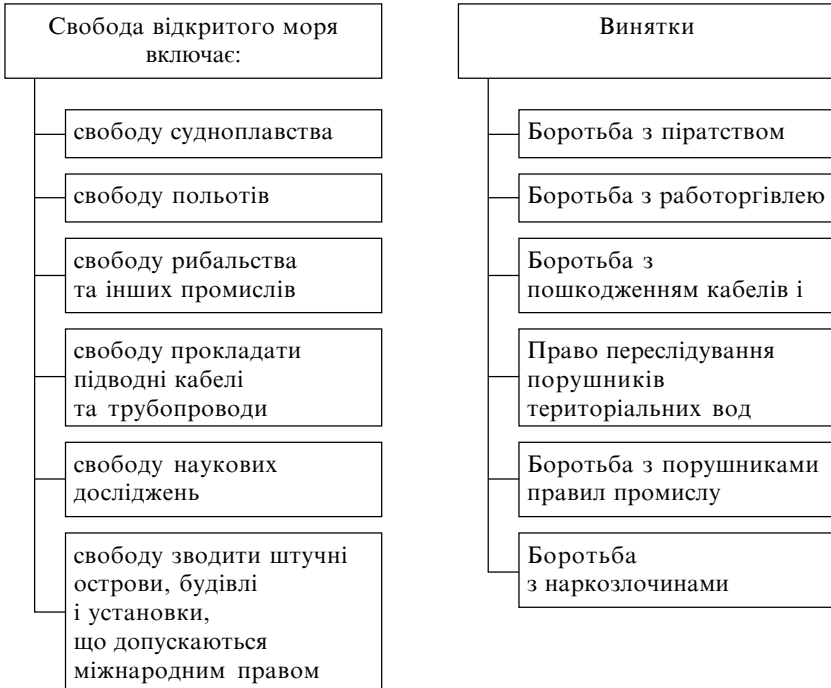 Свобода відкритого моря
включає:
свободу судноплавства
свободу польотів
свободу рибальства
та інших промислів
свободу прокладати
підводні кабелі
та трубопроводи
свободу наукових
досліджень
свободу зводити штучні
острови, будівлі
і установки,
що допускаються
міжнародним правом
Винятки
Боротьба з піратством
Боротьба з работоргівлею
Боротьба з
пошкодженням кабелів і
Право переслідування
порушників
територіальних вод
Боротьба з порушниками
правил промислу
Боротьба
з наркозлочинами